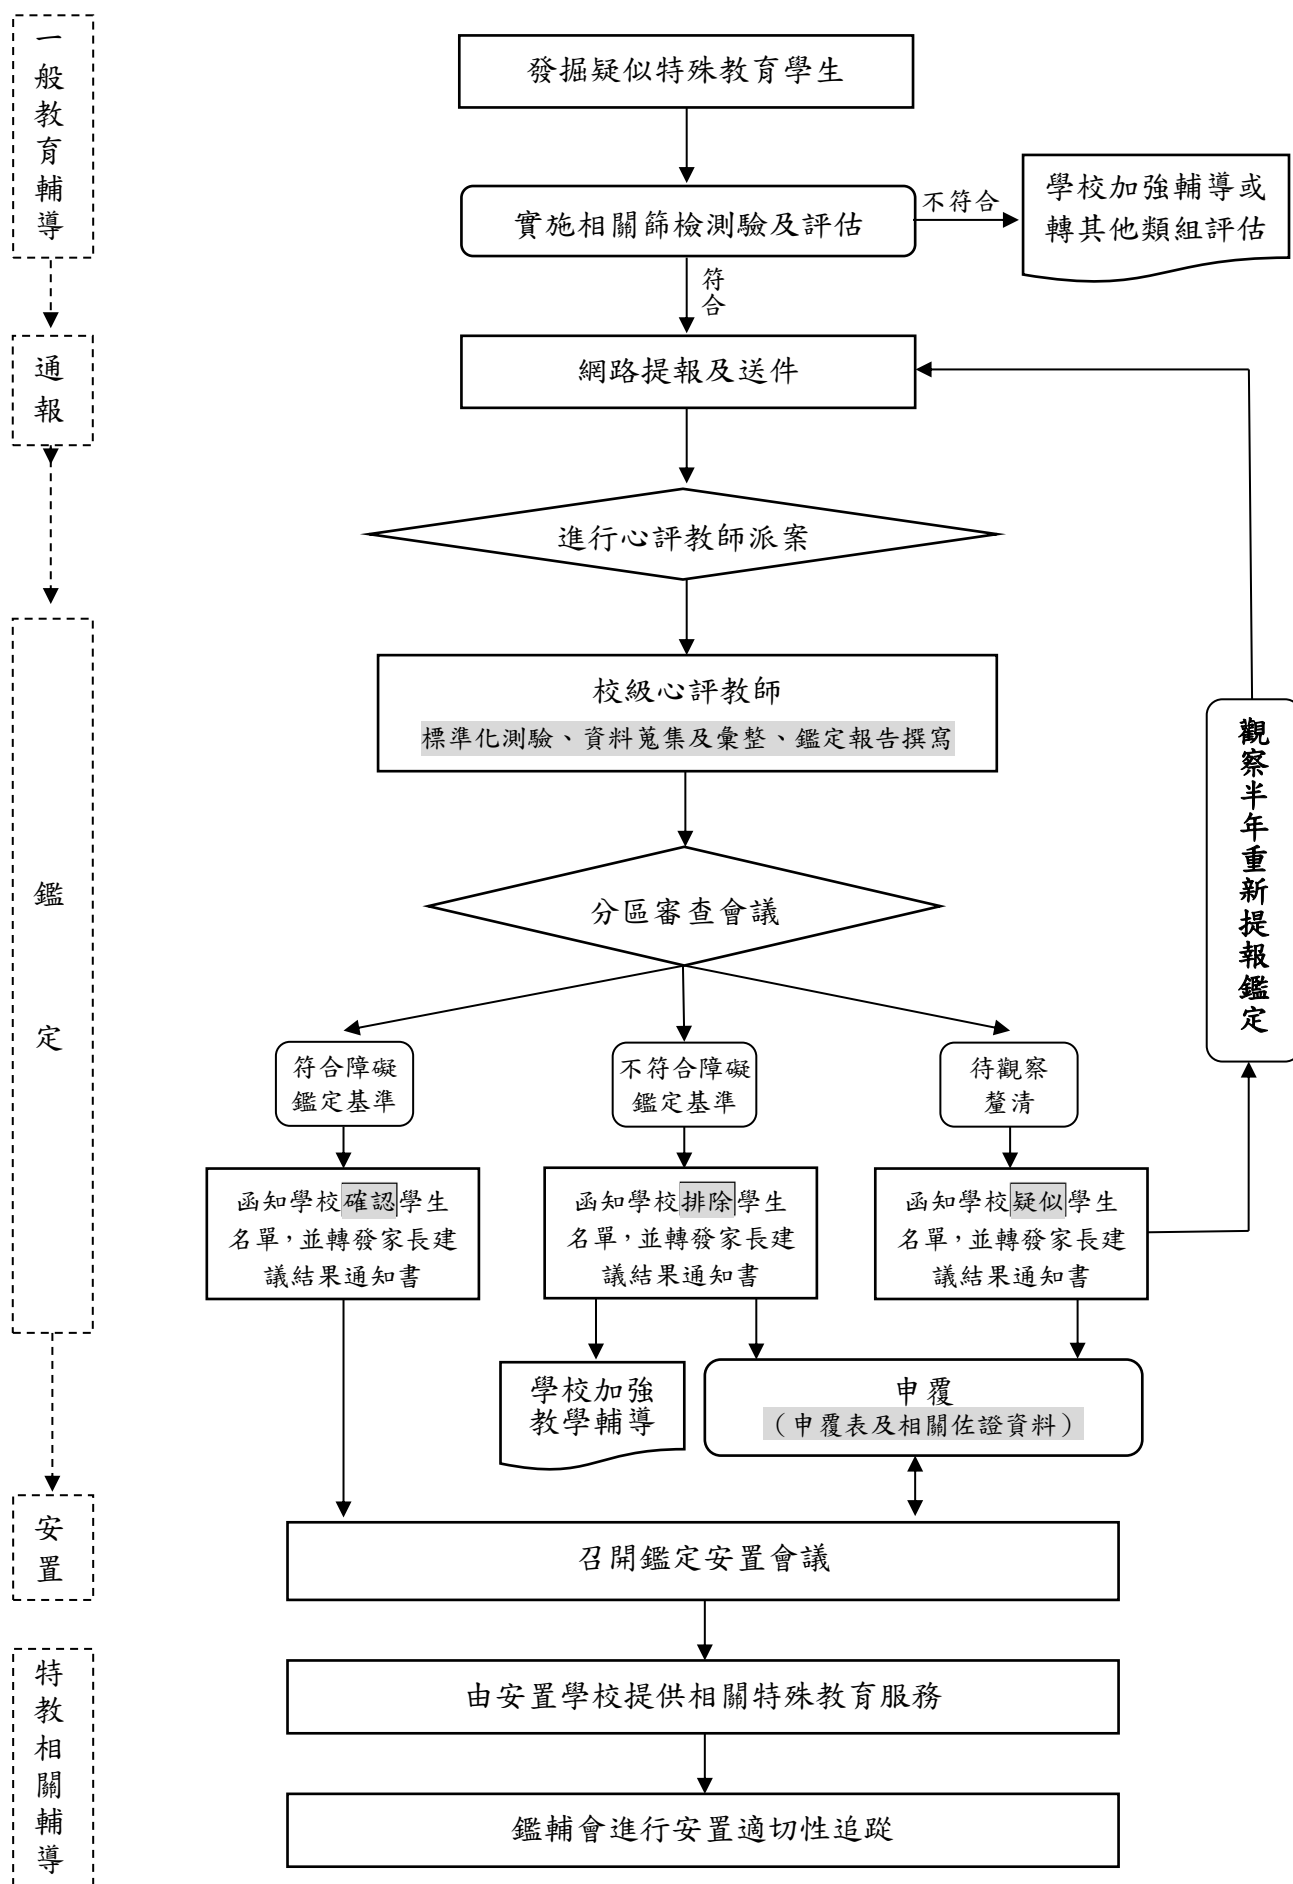 一般教育輔導
通報
鑑定
安置
特教相關輔導
發掘疑似特殊教育學生
實施相關篩檢測驗及評估
不符合
學校加強輔導或
轉其他類組評估
符合
網路提報及送件
進行心評教師派案
校級心評教師
標準化測驗、資料蒐集及彙整、鑑定報告撰寫
觀察半年重新提報鑑定
分區審查會議
符合障礙
鑑定基準
不符合障礙
鑑定基準
待觀察
釐清
函知學校確認學生
名單，並轉發家長建
議結果通知書
函知學校排除學生
名單，並轉發家長建
議結果通知書
函知學校疑似學生
名單，並轉發家長建
議結果通知書
學校加強
教學輔導
申覆
（申覆表及相關佐證資料）
召開鑑定安置會議
由安置學校提供相關特殊教育服務
鑑輔會進行安置適切性追蹤